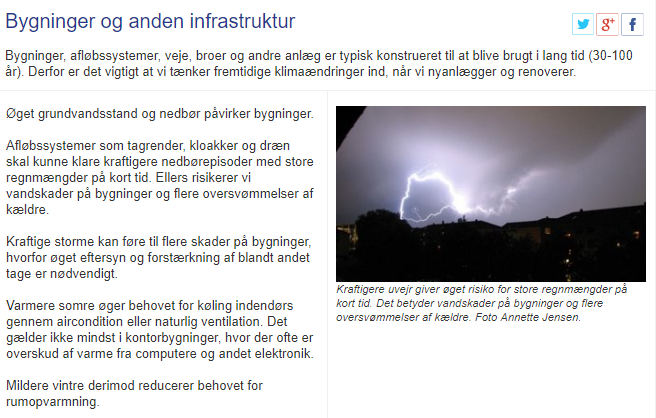 Bygninger og anden infrastruktur
Bygninger, afløbssystemer, veje, broer og andre anlæg er typisk konstrueret til at blive brugt i lang tid (30-100
år). Derfor er det vigtigt at vi tænker fremtidige klimaændringer ind, når vi nyanlægger og renoverer.
Øget grundvandsstand og nedbør påvirker bygninger.
Afløbssystemer som tagrender, kloakker og dræn
skal kunne klare kraftigere nedbørepisoder med store
regnmængder på kort tid. Ellers risikerer vi
vandskader på bygninger og flere oversvømmelser af
kældre.
Kraftige storme kan føre til flere skader på bygninger,
hvorfor øget eftersyn og forstærkning af blandt andet
tage er nødvendigt.
Varmere somre øger behovet for køling indendørs
gennem aircondition eller naturlig ventilation. Det
gælder ikke mindst i kontorbygninger, hvor der ofte er
overskud af varme fra computere og andet elektronik.
Mildere vintre derimod reducerer behovet for
rumopvarmning.
Kraftigere uvejr giver øget risiko for store regnmængder på
kort tid. Det betyder vandskader på bygninger og flere
oversvømmelser af kældre. Foto Annette Jensen.